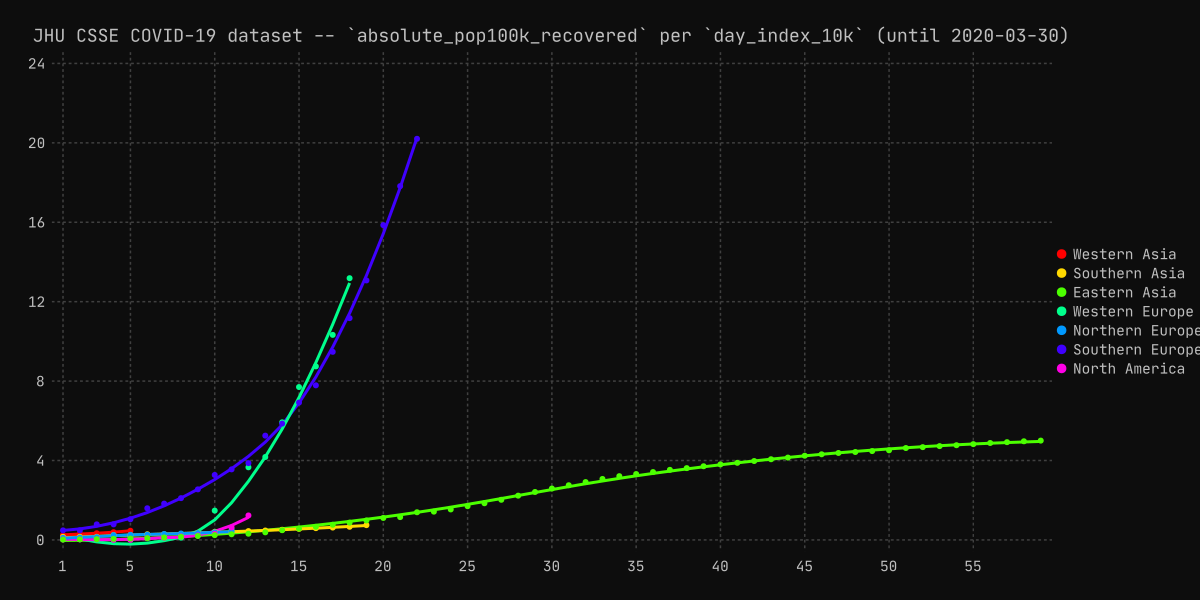 JHU CSSE COVID-19 dataset -- `absolute_pop100k_recovered` per `day_index_10k` (until 2020-03-30)
24
20
16
12
8
4
0
1 5 10 15 20 25 30 35 40 45 50 55
Western Asia
Southern Asia
Eastern Asia
Western Europe
Northern Europe
Southern Europe
North America